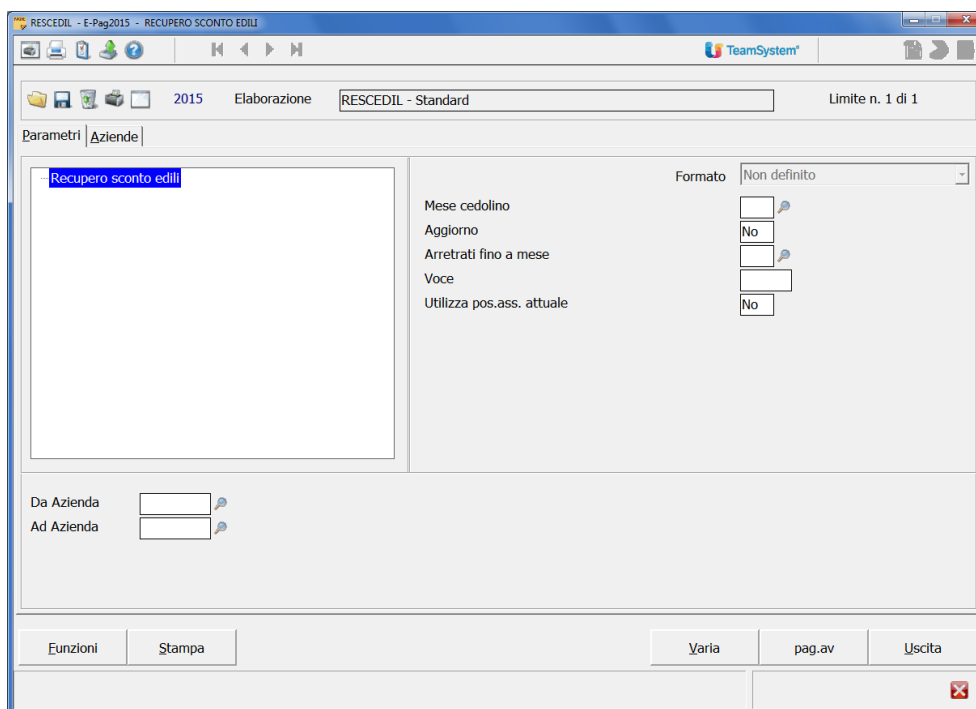 RESCEDIL - E-Pag2015 - RECUPERO SCONTO EDILI
TeamSystem®
2015 Elaborazione RESCEDIL - Standard Limite n. 1 di 1
Parametri Aziende
Recupero sconto edili
Formato Non definito
Mese cedolino
Aggiorno No
Arretrati fino a mese
Voce
Utilizza pos.ass. attuale No
Da Azienda
Ad Azienda
Funzioni Stampa Varia pag.av Uscita